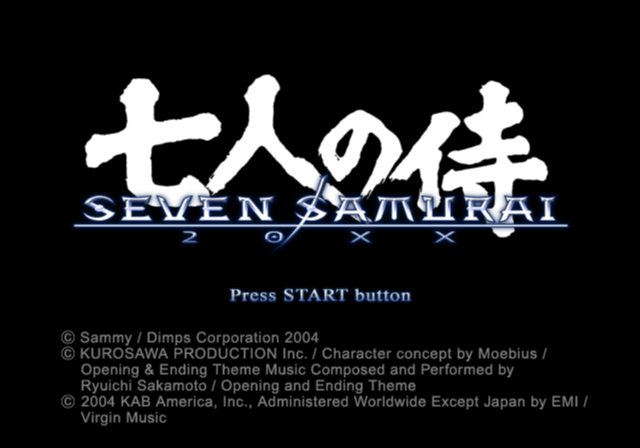 七人の侍
SEVEN SAMURAI
20XX
Press START button
© Sammy / Dimps Corporation 2004
© KUROSAWA PRODUCTION Inc. / Character concept by Moebius /
Opening & Ending Theme Music Composed and Performed by
Ryuichi Sakamoto / Opening and Ending Theme
© 2004 KAB America, Inc., Administered Worldwide Except Japan by EMI /
Virgin Music